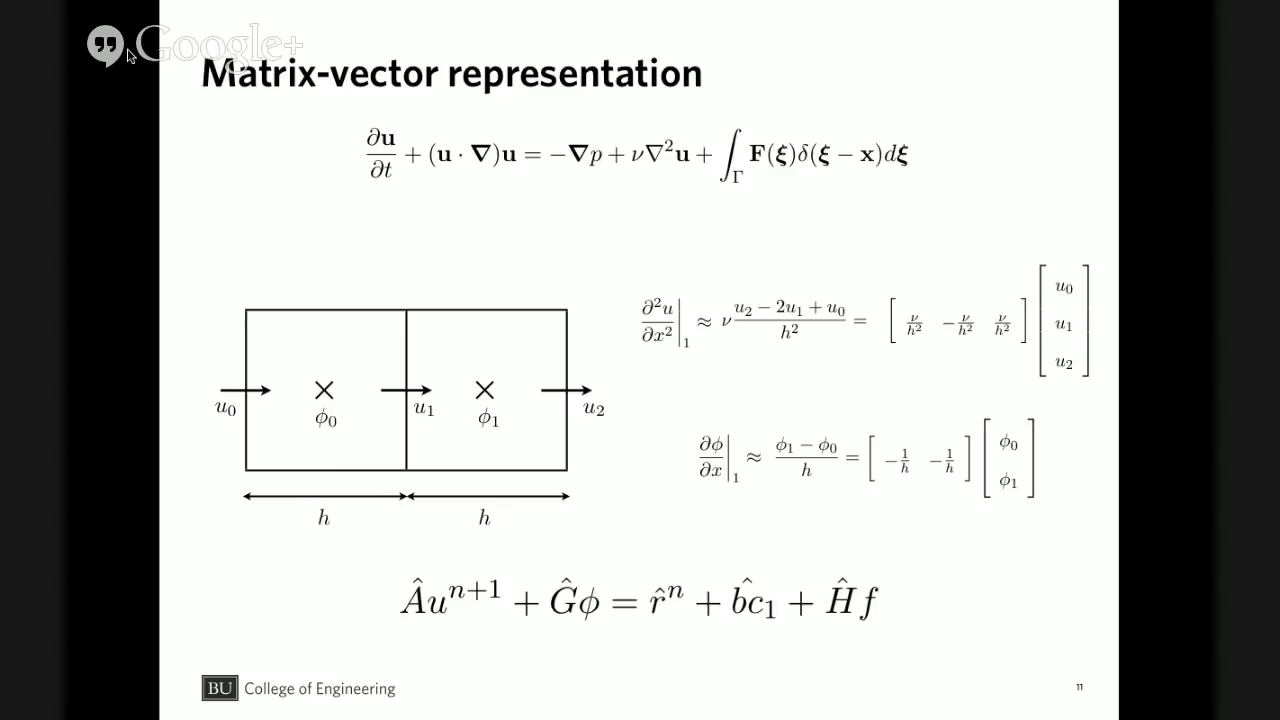 Google+
Matrix-vector representation
∂u/∂t + (u · ∇)u = −∇p + ν∇²u + ∫_Γ F(ξ)δ(ξ − x)dξ
∂²u/∂x²|₁ ≈ ν (u₂ − 2u₁ + u₀)/h² = [ν/h² −ν/h² ν/h²] [u₀ u₁ u₂]
u₀ ϕ₀ u₁ ϕ₁ u₂
∂ϕ/∂x|₁ ≈ (ϕ₁ − ϕ₀)/h = [−1/h −1/h] [ϕ₀ ϕ₁]
h h
Âuⁿ⁺¹ + Ĝϕ = r̂ⁿ + b̂c₁ + Ĥf
BU College of Engineering
11